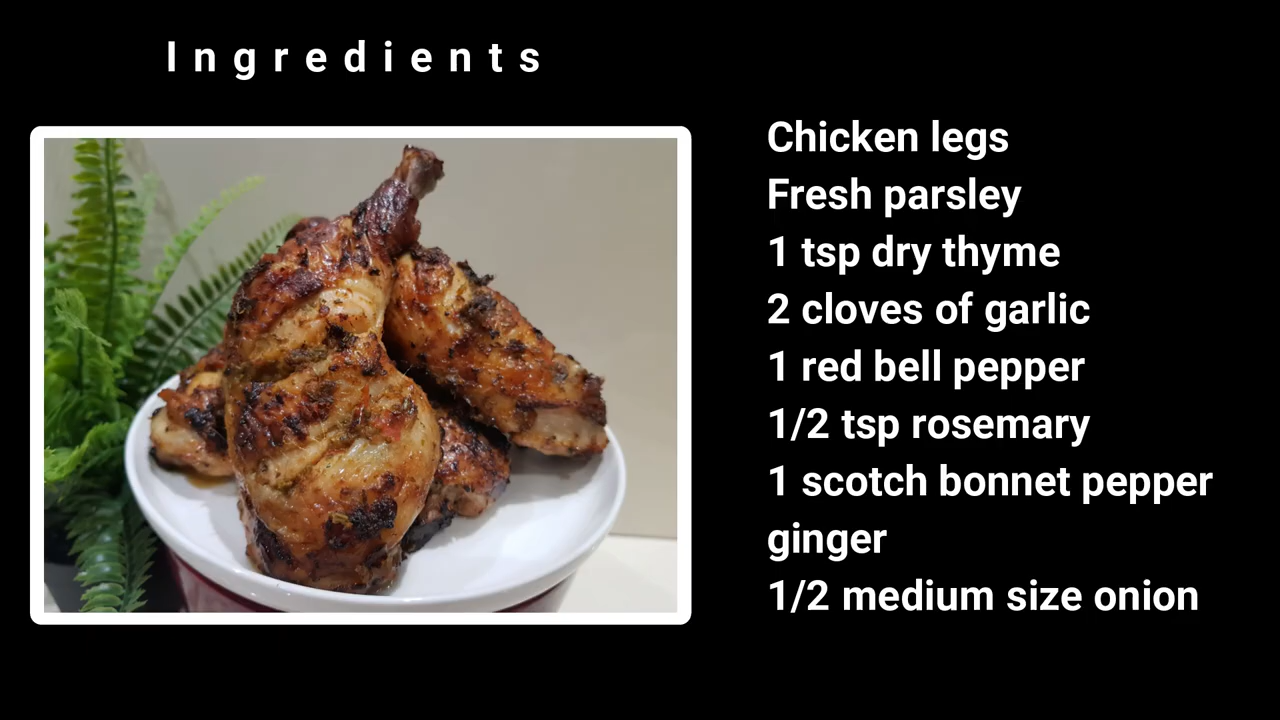 Ingredients
Chicken legs
Fresh parsley
1 tsp dry thyme
2 cloves of garlic
1 red bell pepper
1/2 tsp rosemary
1 scotch bonnet pepper
ginger
1/2 medium size onion